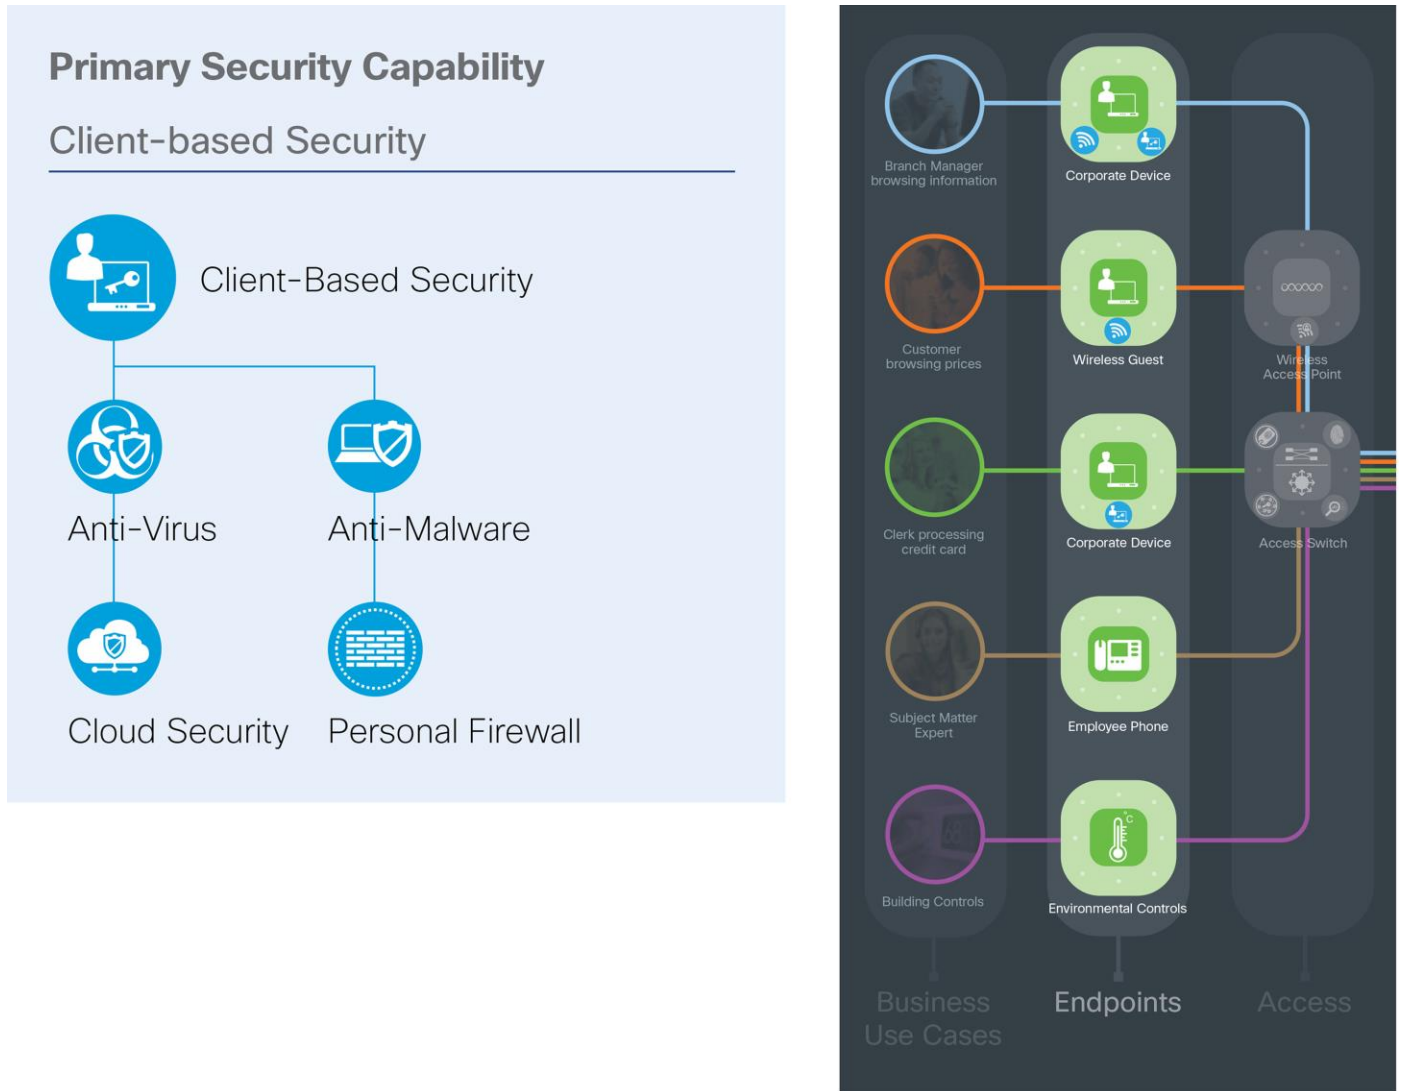 Primary Security Capability
Client-based Security
Client-Based Security
Anti-Virus
Anti-Malware
Cloud Security
Personal Firewall
Branch Manager
browsing information
Corporate Device
Customer
browsing prices
Wireless Guest
Wireless
Access Point
Clerk processing
credit card
Corporate Device
Access Switch
Subject Matter
Expert
Employee Phone
°C
Building Controls
Environmental Controls
Business
Use Cases
Endpoints
Access